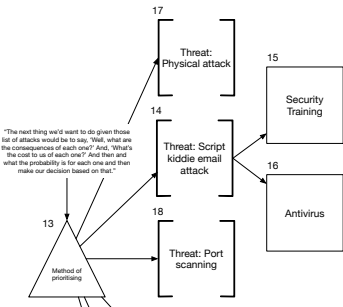 17
Threat:
Physical attack
15
Security
Training
14
"The next thing we'd want to do given those
list of attacks would be to say, 'Well, what are
the consequences of each one?' And, 'What's
the cost to us of each one?' And then and
what the probability is for each one and then
make our decision based on that."
Threat: Script
kiddie email
attack
16
Antivirus
13
18
Method of
prioritising
Threat: Port
scanning